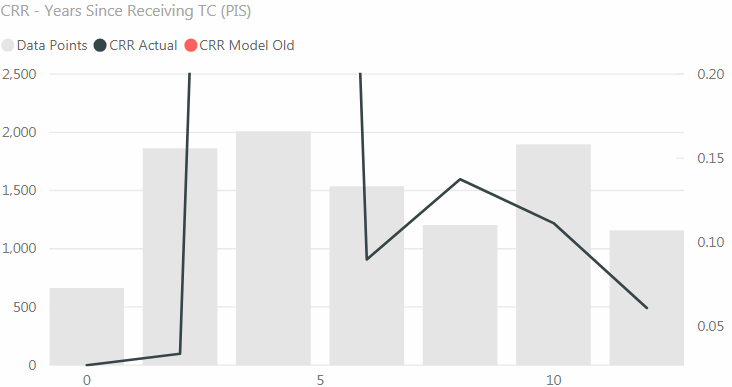 CRR - Years Since Receiving TC (PIS)
Data Points CRR Actual CRR Model Old
2,500 0.20
2,000
0.15
1,500
1,000 0.10
500
0.05
0
0 5 10